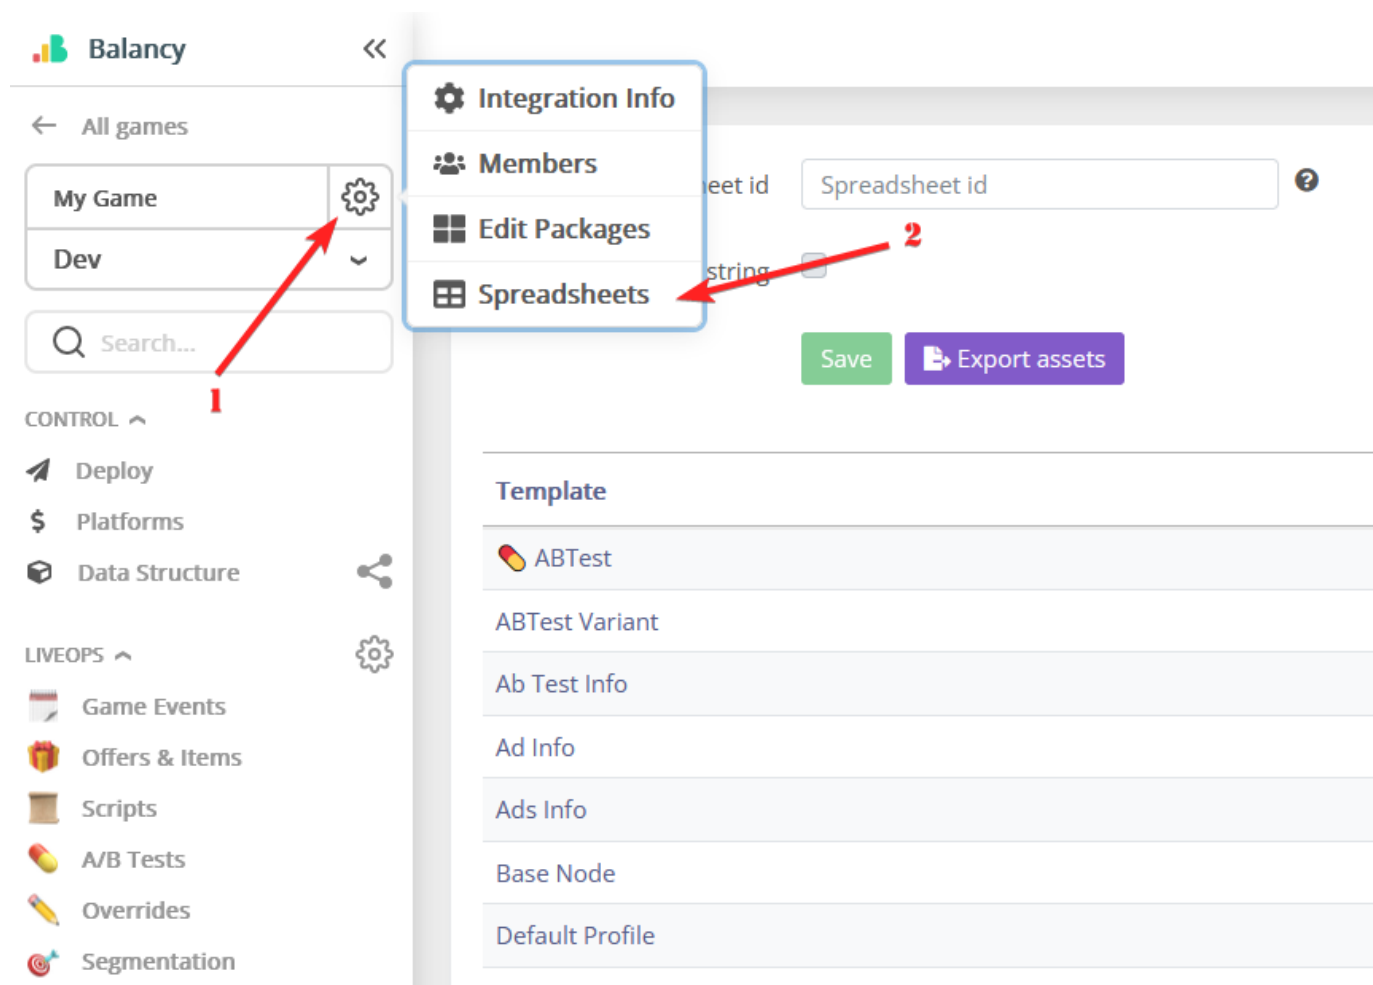 Balancy
All games
My Game
Dev
Search...
1
CONTROL
Deploy
Platforms
Data Structure
LIVEOPS
Game Events
Offers & Items
Scripts
A/B Tests
Overrides
Segmentation
Integration Info
Members
Edit Packages
Spreadsheets
2
eet id
Spreadsheet id
string
Save
Export assets
Template
ABTest
ABTest Variant
Ab Test Info
Ad Info
Ads Info
Base Node
Default Profile